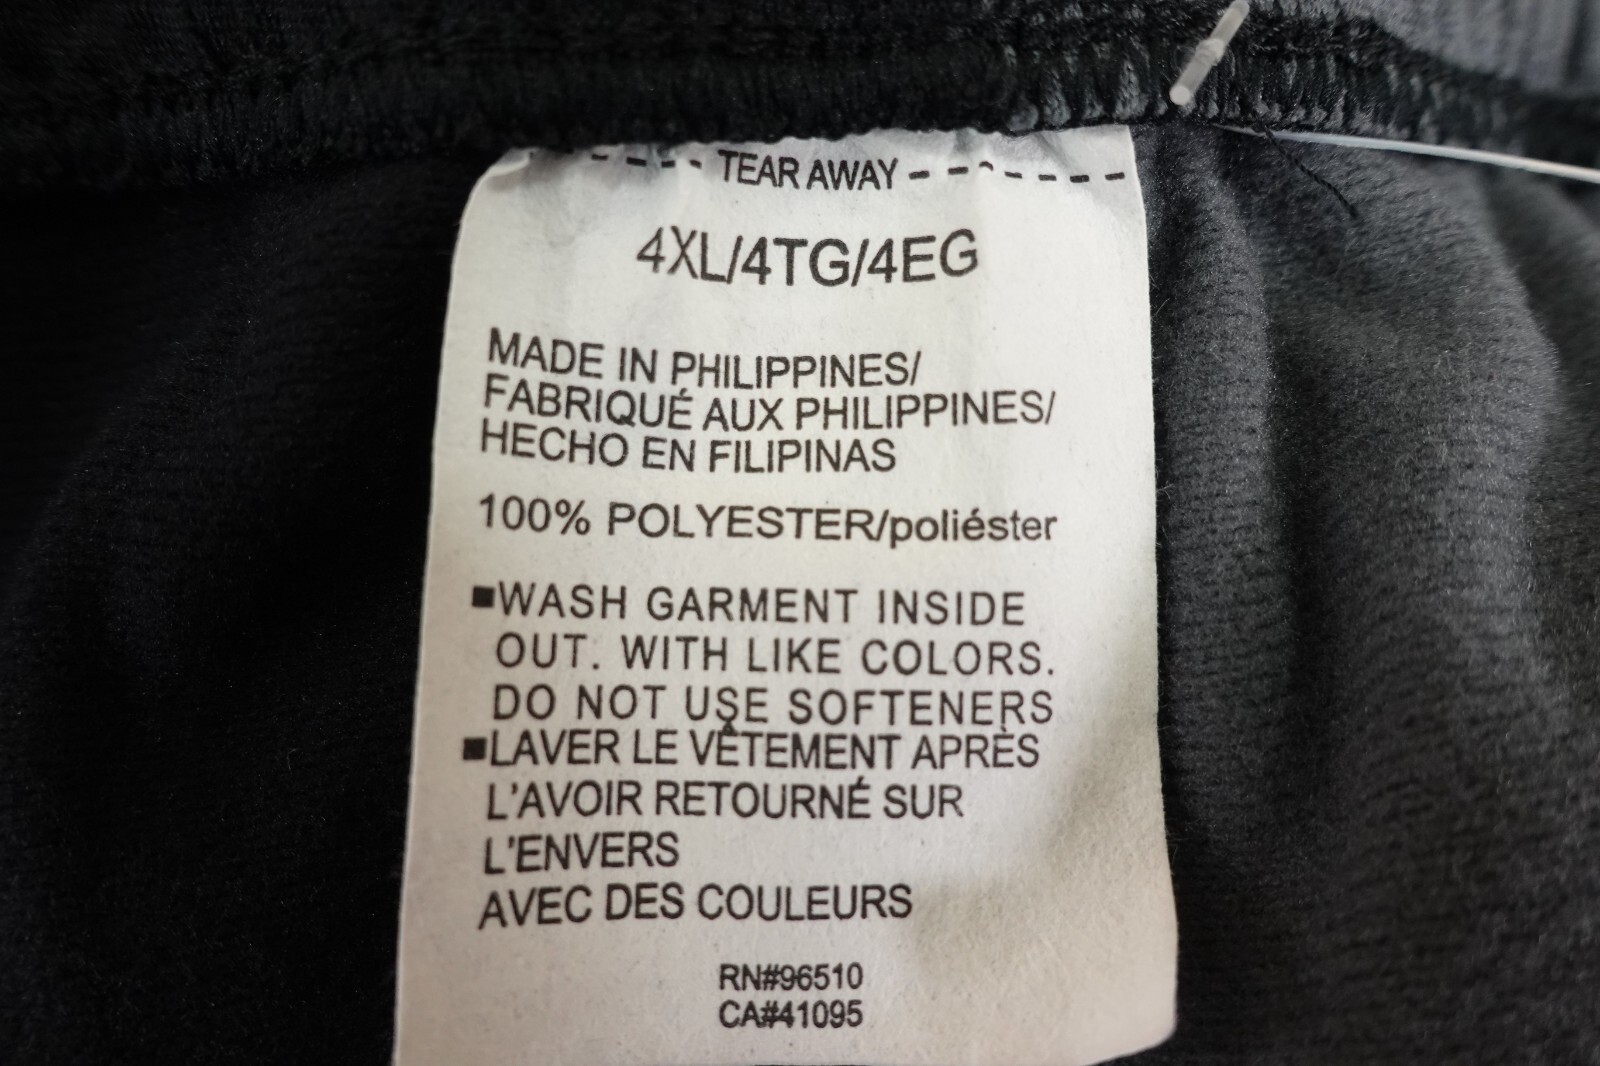 TEAR AWAY
4XL/4TG/4EG
MADE IN PHILIPPINES/
FABRIQUÉ AUX PHILIPPINES/
HECHO EN FILIPINAS
100% POLYESTER/poliéster
■WASH GARMENT INSIDE
OUT. WITH LIKE COLORS.
DO NOT USE SOFTENERS
■LAVER LE VÊTEMENT APRÈS
L'AVOIR RETOURNÉ SUR
L'ENVERS
AVEC DES COULEURS
RN#96510
CA#41095